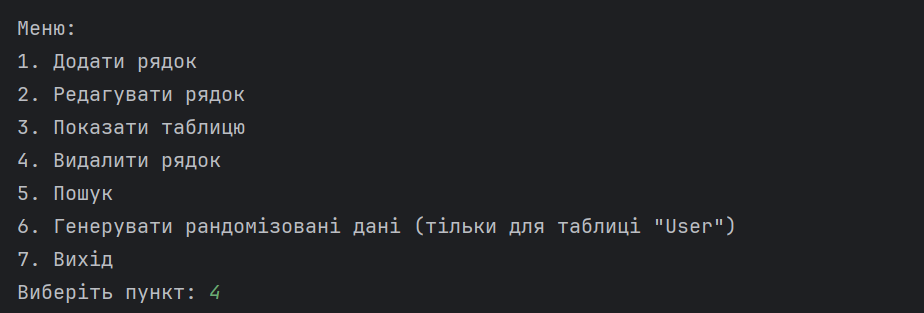 Меню:
1. Додати рядок
2. Редагувати рядок
3. Показати таблицю
4. Видалити рядок
5. Пошук
6. Генерувати рандомізовані дані (тільки для таблиці "User")
7. Вихід
Виберіть пункт: 4